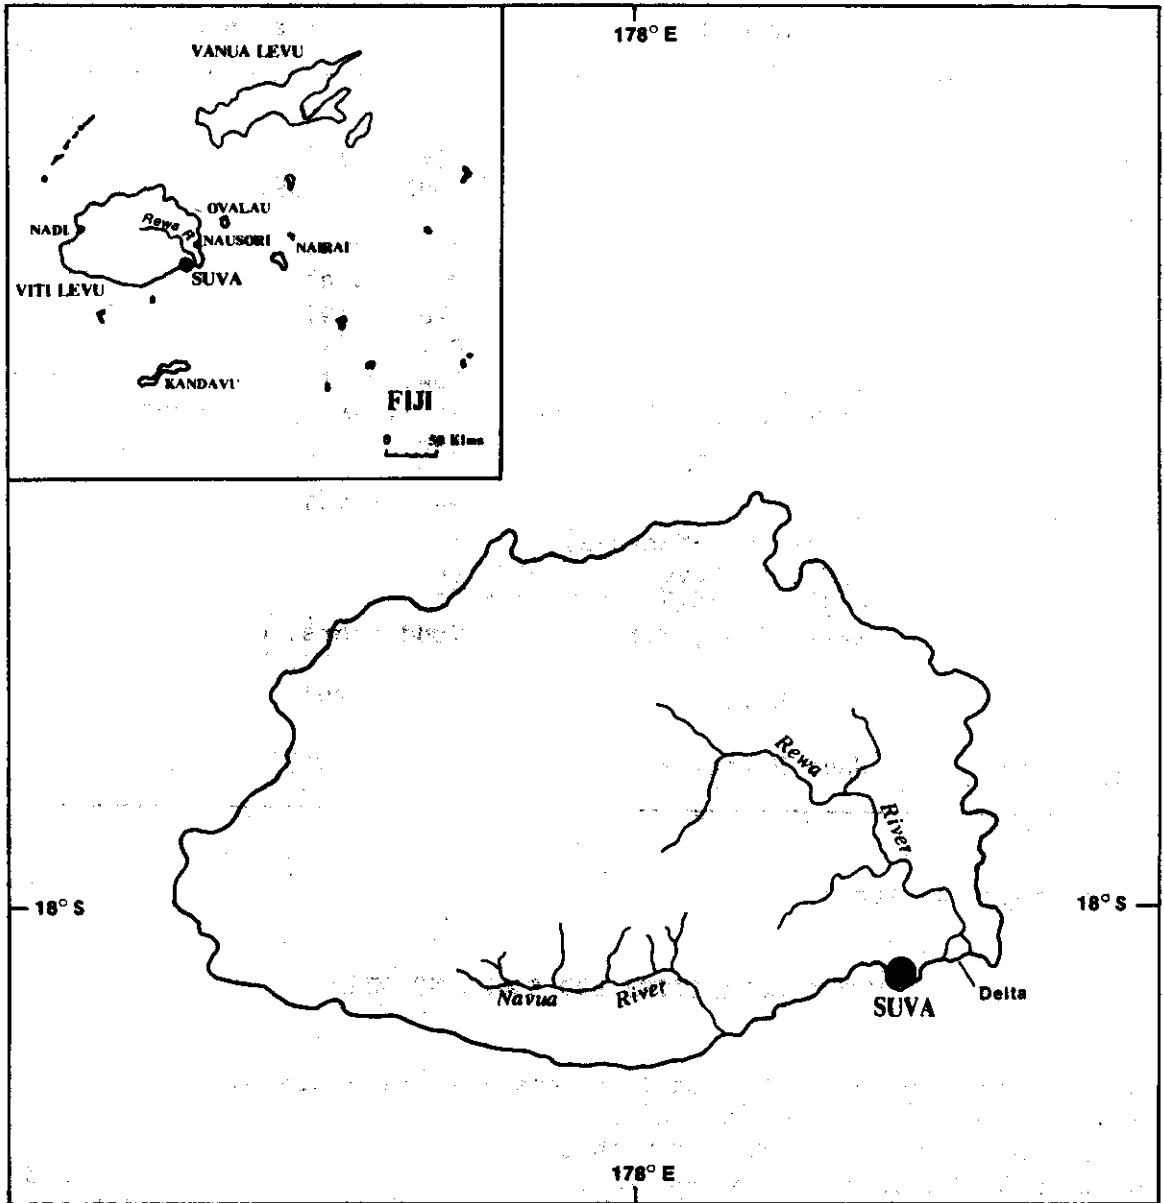 178° E
VANUA LEVU
OVALAU
Rewa R.
NADI
NAUSORI
NAIRAI
SUVA
VITI LEVU
KANDAVU
FIJI
0 50 Klms
Rewa
River
18° S
18° S
Navua River
Delta
SUVA
178° E